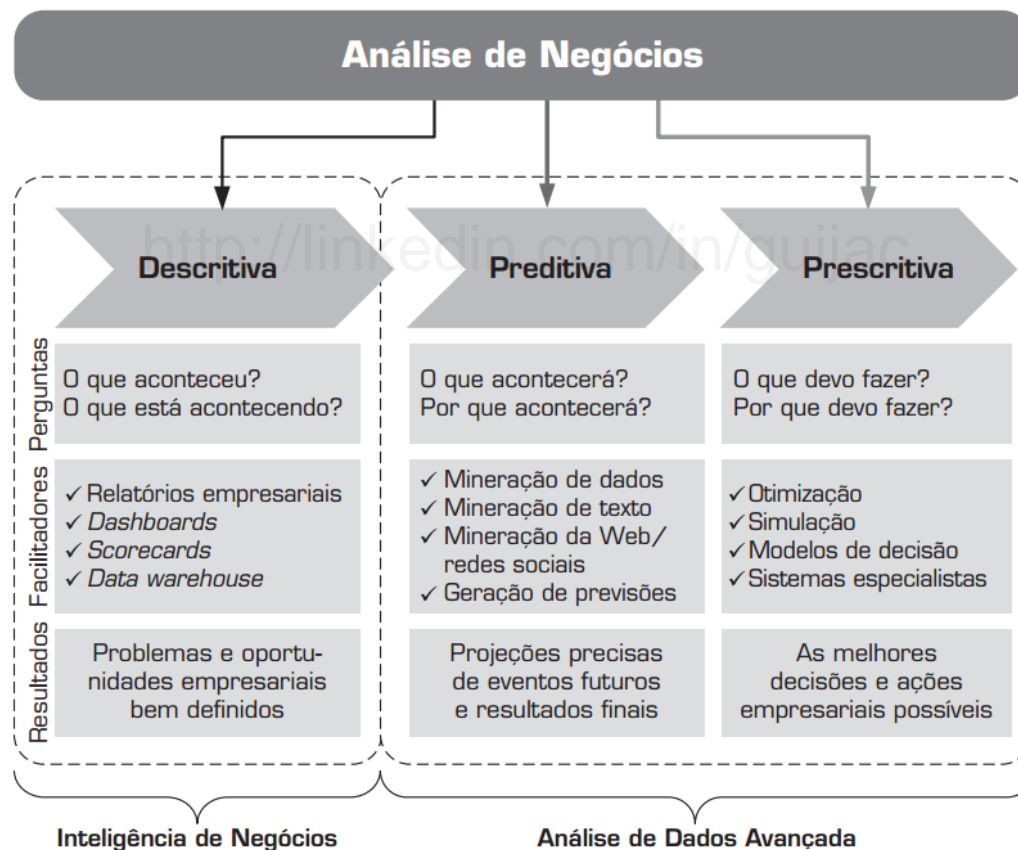 Análise de Negócios
http://linkedin.com/in/guijac
Descritiva
Preditiva
Prescritiva
Perguntas
O que aconteceu?
O que está acontecendo?
O que acontecerá?
Por que acontecerá?
O que devo fazer?
Por que devo fazer?
Facilitadores
✓ Relatórios empresariais
✓ Dashboards
✓ Scorecards
✓ Data warehouse
✓ Mineração de dados
✓ Mineração de texto
✓ Mineração da Web/
redes sociais
✓ Geração de previsões
✓ Otimização
✓ Simulação
✓ Modelos de decisão
✓ Sistemas especialistas
Resultados
Problemas e oportu-
nidades empresariais
bem definidos
Projeções precisas
de eventos futuros
e resultados finais
As melhores
decisões e ações
empresariais possíveis
Inteligência de Negócios
Análise de Dados Avançada